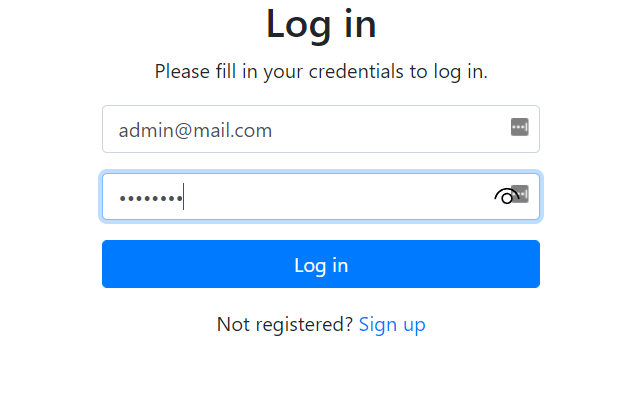 Log in
Please fill in your credentials to log in.
admin@mail.com
••••••••
Log in
Not registered? Sign up